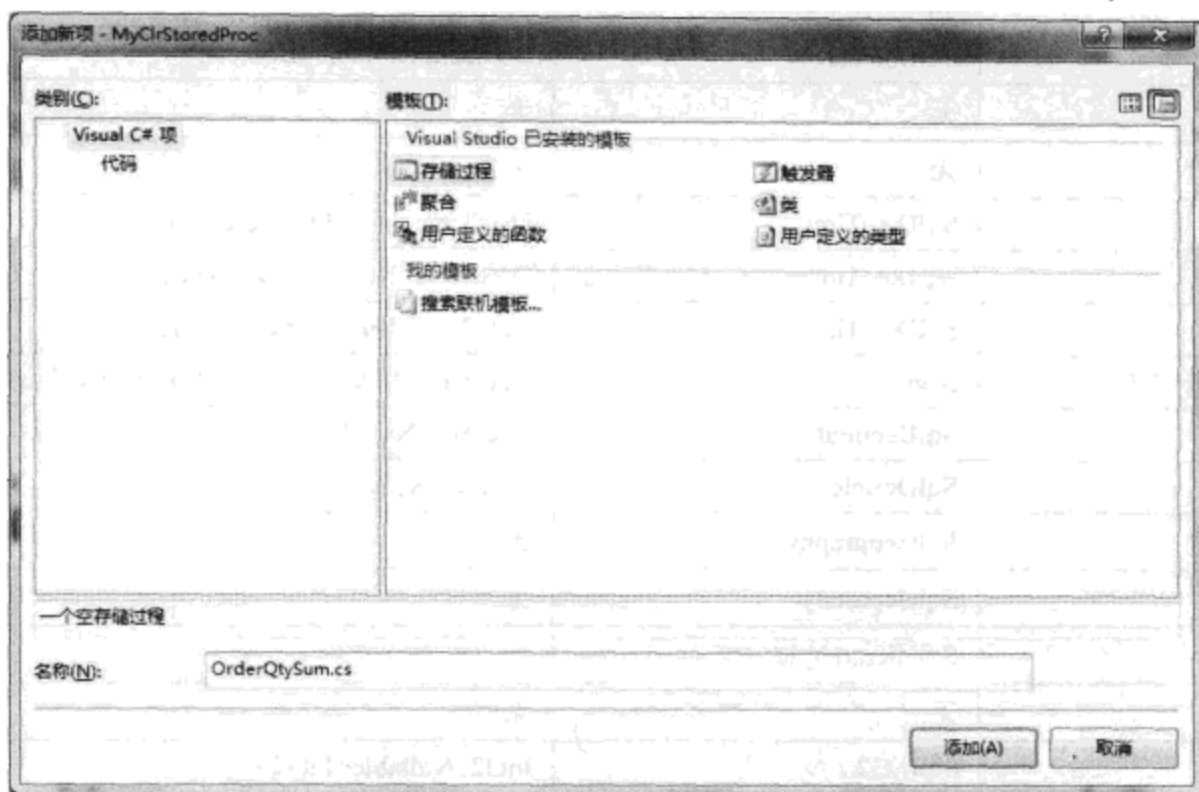 添加新项 - MyClrStoredProc
类别(C):
模板(T):
Visual C# 项
代码
Visual Studio 已安装的模板
存储过程
触发器
聚合
类
用户定义的函数
用户定义的类型
我的模板
搜索联机模板...
一个空存储过程
名称(N):
OrderQtySum.cs
添加(A)
取消